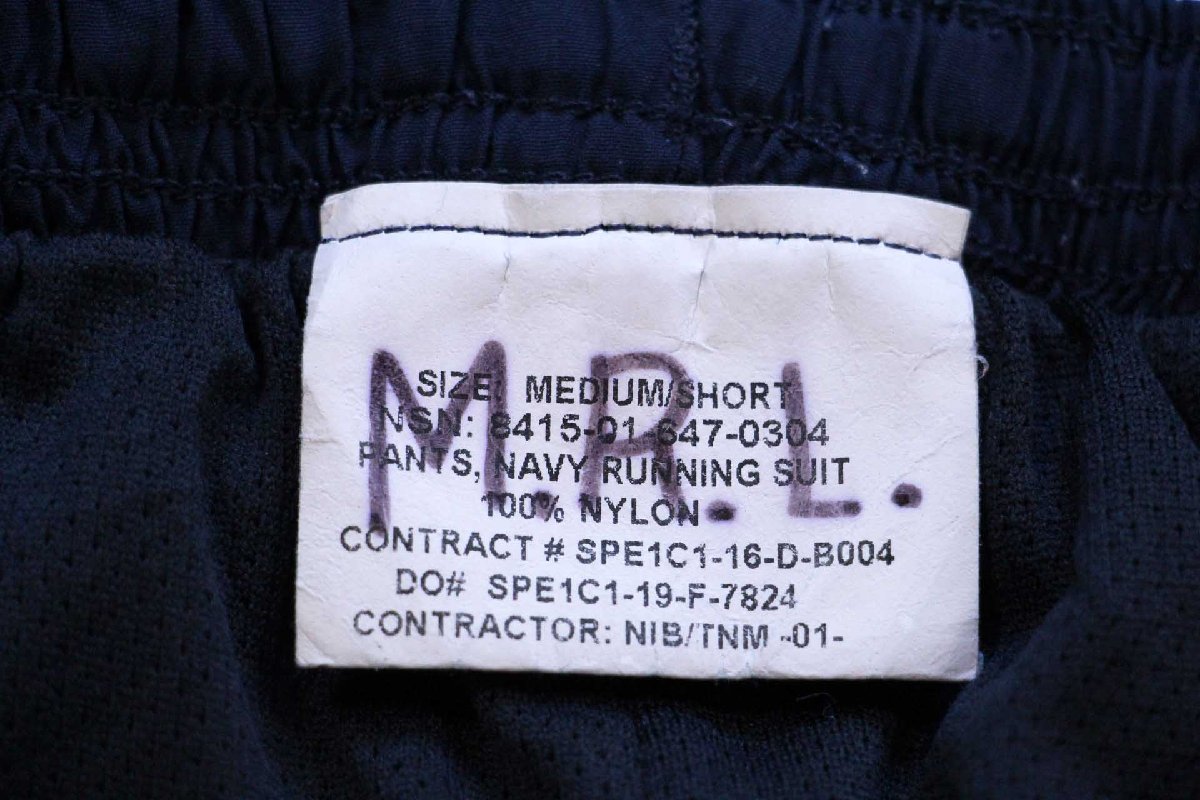 M.R.L.
SIZE: MEDIUM/SHORT
NSN: 8415-01-647-0304
PANTS, NAVY RUNNING SUIT
100% NYLON
CONTRACT # SPE1C1-16-D-B004
DO# SPE1C1-19-F-7824
CONTRACTOR: NIB/TNM -01-